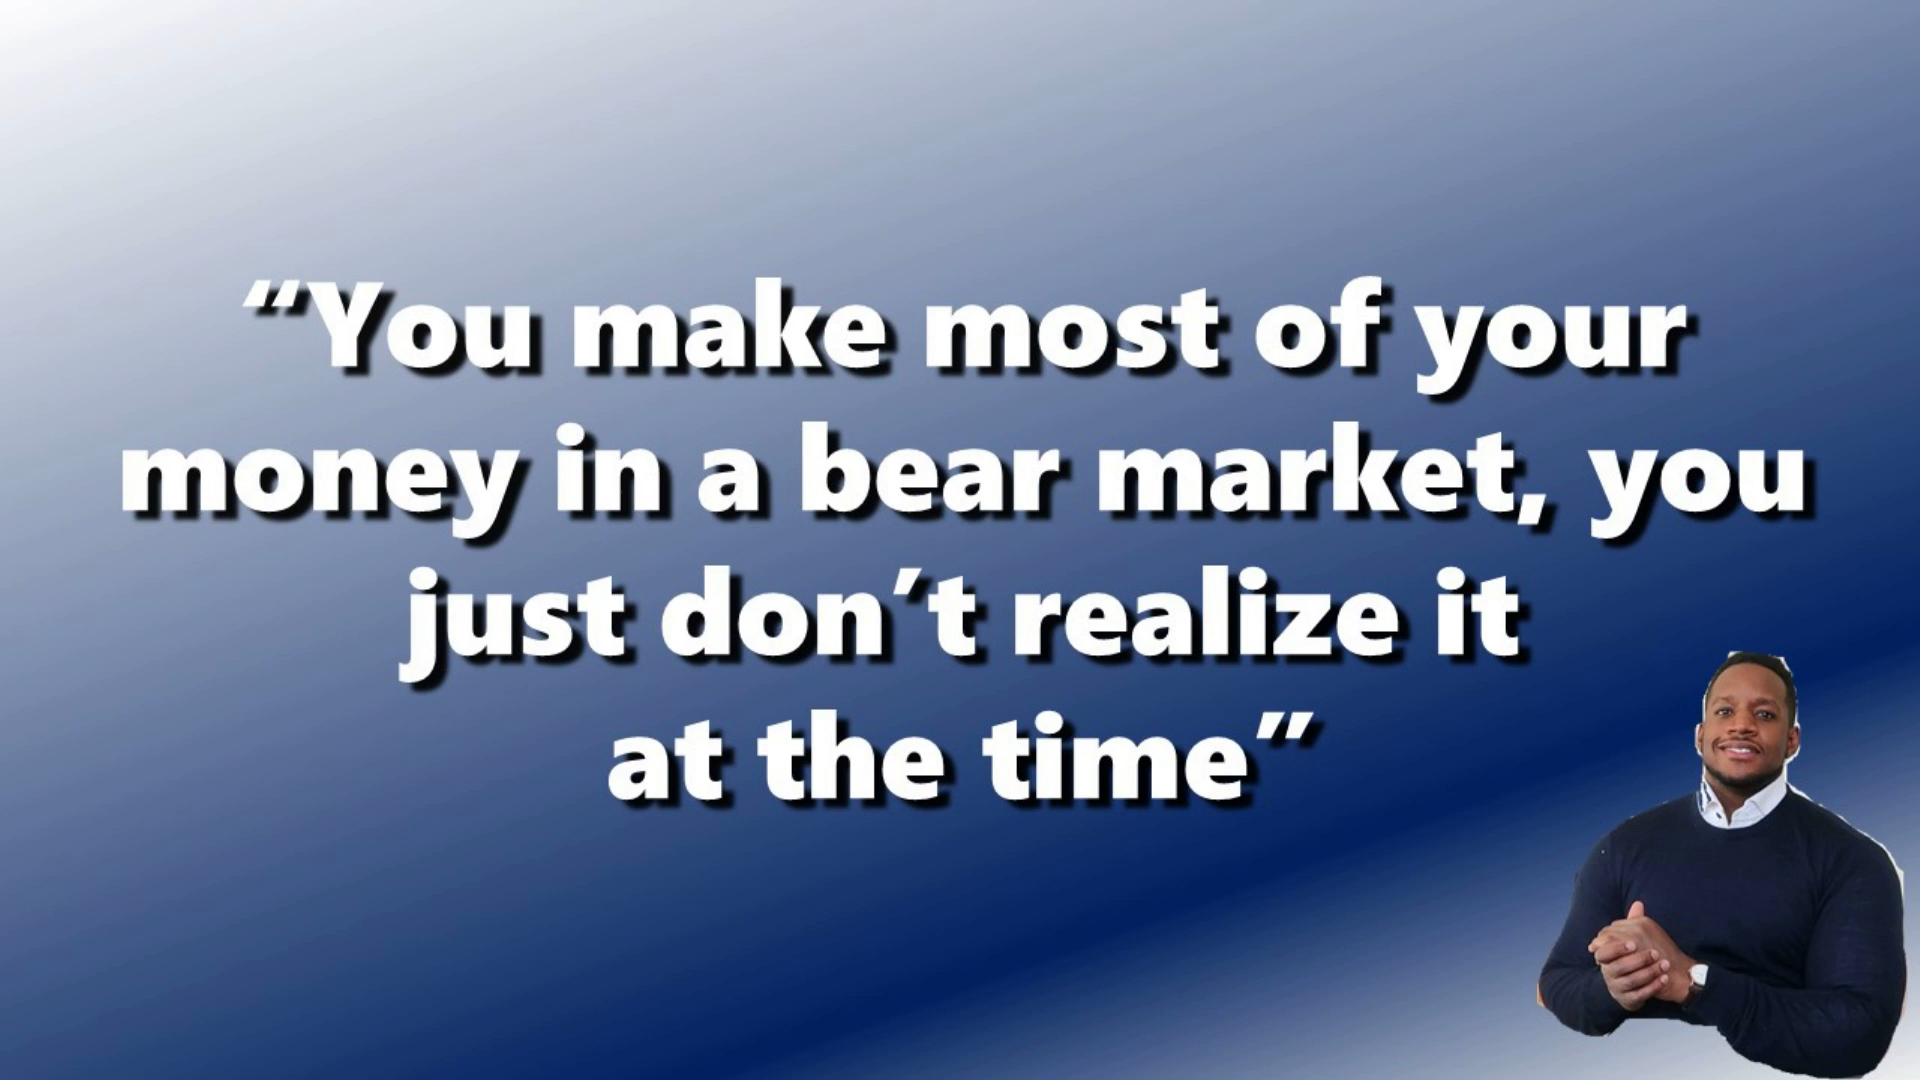 “You make most of your
money in a bear market, you
just don’t realize it
at the time”